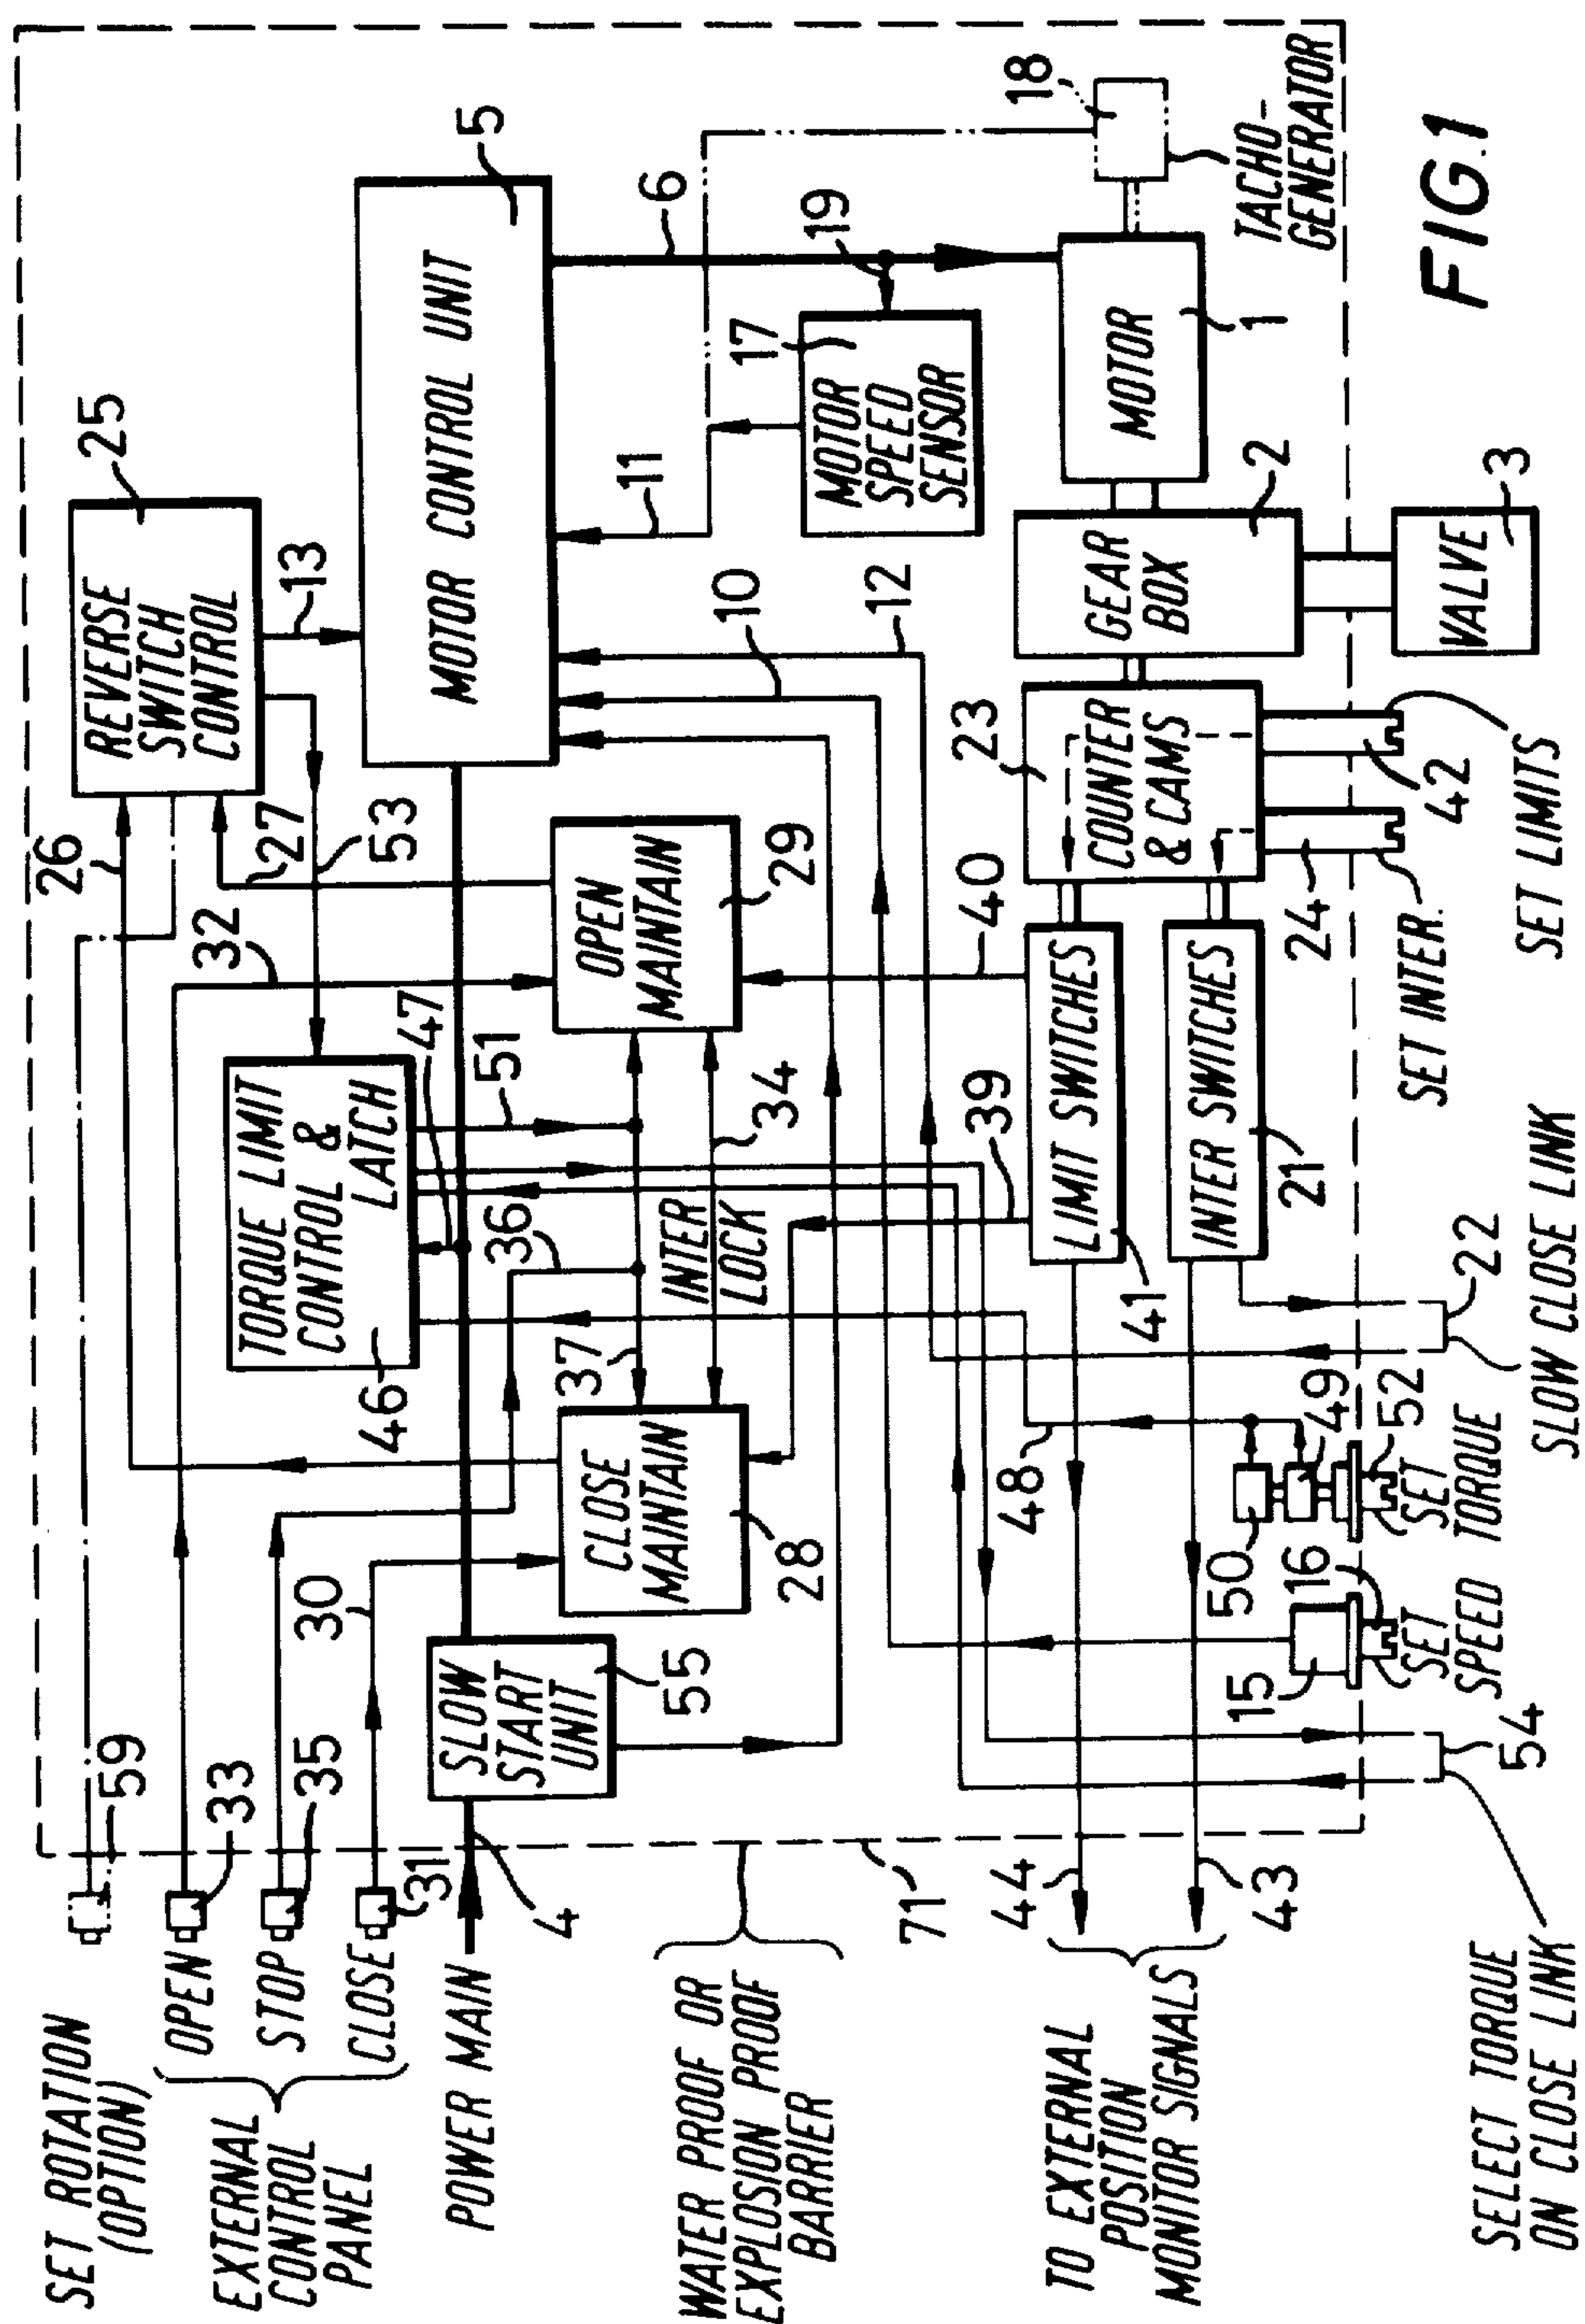 SET ROTATION
(OPTION)
59
EXTERNAL
CONTROL
PANEL
OPEN
33
STOP
35
CLOSE
31
POWER MAIN
4
WATER PROOF OR
EXPLOSION PROOF
BARRIER
71
TO EXTERNAL
POSITION
MONITOR SIGNALS
44
43
SELECT TORQUE
ON CLOSE LINK
54
REVERSE
SWITCH
CONTROL
25
26
27
32
53
13
TORQUE LIMIT
CONTROL &
LATCH
46
47
51
36
MOTOR CONTROL UNIT
5
6
SLOW
START
UNIT
55
30
CLOSE
MAINTAIN
28
37
INTER
LOCK
34
OPEN
MAINTAIN
29
11
10
12
MOTOR
SPEED
SENSOR
17
19
18
TACHO-
GENERATOR
MOTOR
1
GEAR
BOX
2
VALVE
3
COUNTER
& CAMS
23
LIMIT SWITCHES
41
39
40
INTER SWITCHES
21
24
42
SET LIMITS
SET INTER.
22
SLOW CLOSE LINK
48
49
50
52
SET
TORQUE
15
16
SET
SPEED
FIG.1